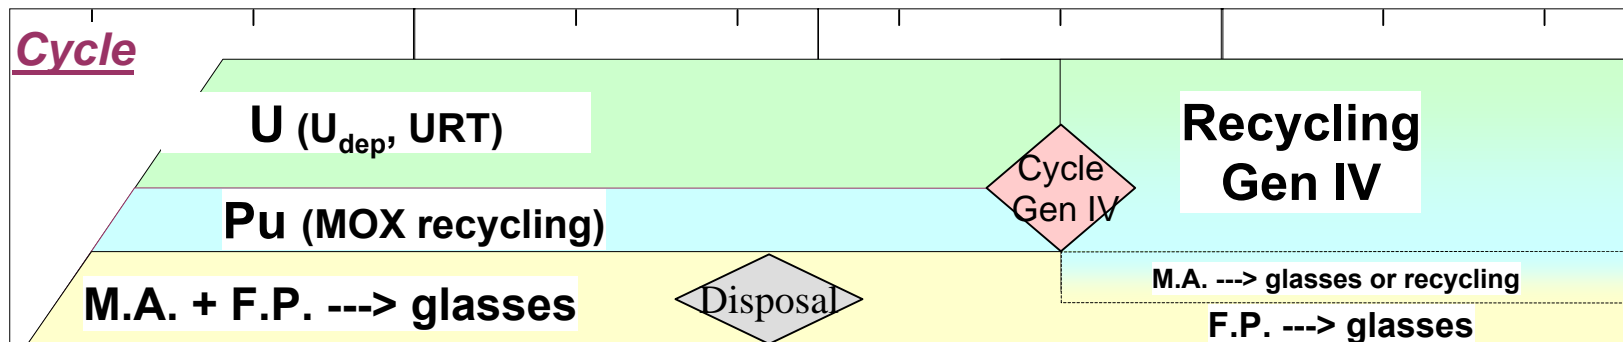 Cycle
U (Udep, URT)
Pu (MOX recycling)
M.A. + F.P. ---> glasses
Disposal
Cycle
Gen IV
Recycling
Gen IV
M.A. ---> glasses or recycling
F.P. ---> glasses